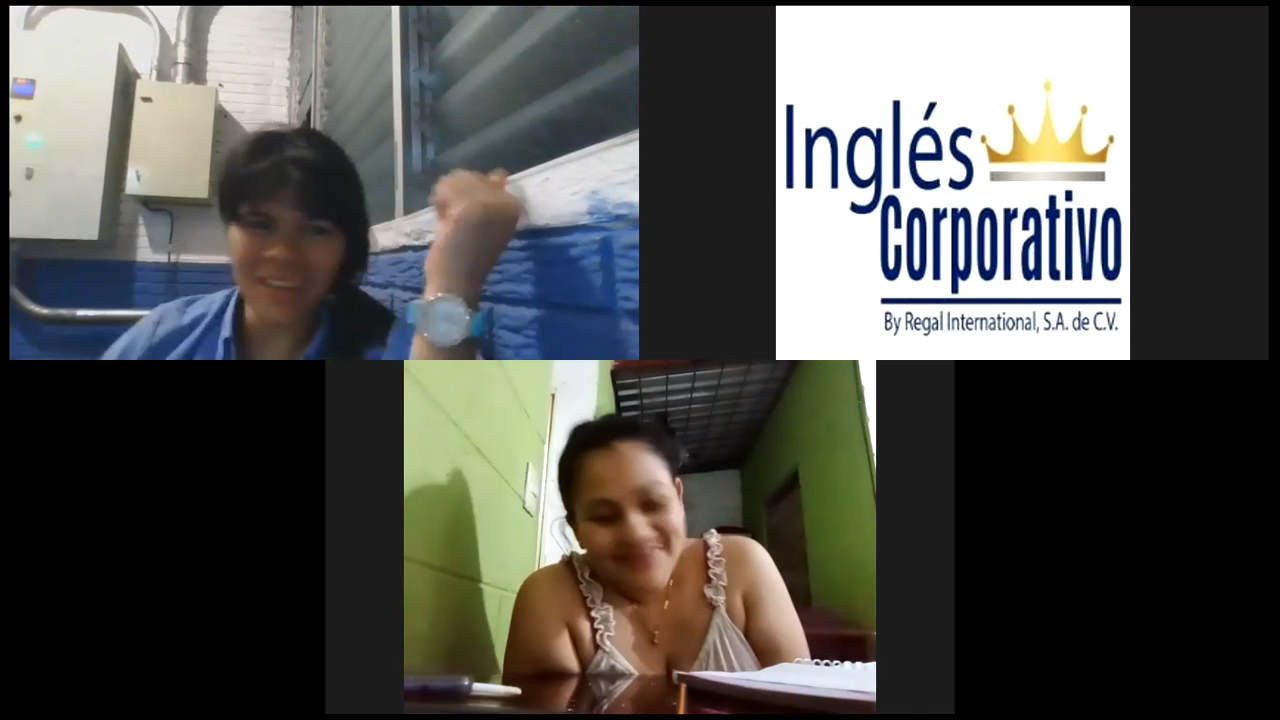 Inglés
Corporativo
By Regal International, S.A. de C.V.